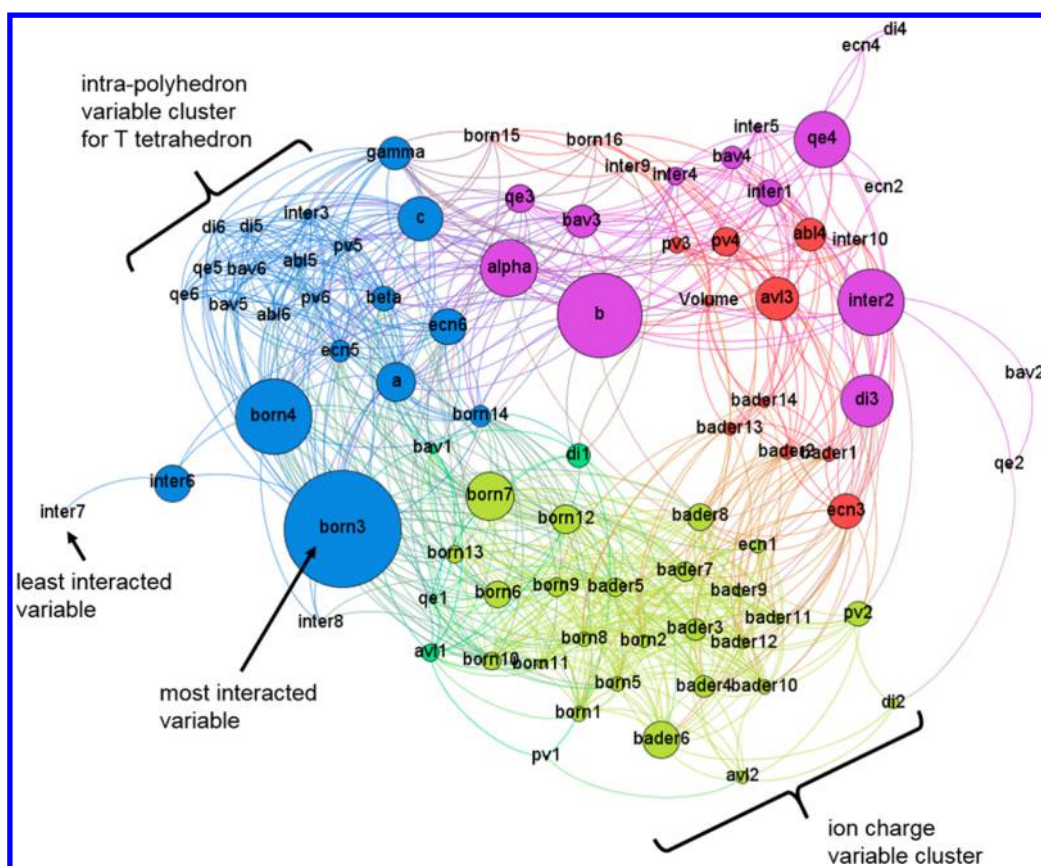 di4
ecn4
intra-polyhedron
variable cluster
for T tetrahedron
born15
born16
inter5
qe4
gamma
inter9
inter4
bav4
inter1
ecn2
c
qe3
bav3
di6
di5
inter3
pv5
pv3
pv4
abl4
inter10
qe5
bav6
abl5
alpha
qe6
bav5
pv6
abl6
beta
b
Volume
avl3
inter2
ecn6
ecn5
a
bav2
born4
born14
bader14
di3
bader13
bav1
di1
bader2
bader1
qe2
inter6
inter7
born7
born3
born12
bader8
ecn3
least interacted
variable
born13
ecn1
bader7
qe1
born6
born9
bader5
bader9
inter8
bader11
pv2
born8
born2
bader3
bader12
avl1
born10
born11
most interacted
variable
born5
bader4
bader10
di2
born1
bader6
pv1
avl2
ion charge
variable cluster